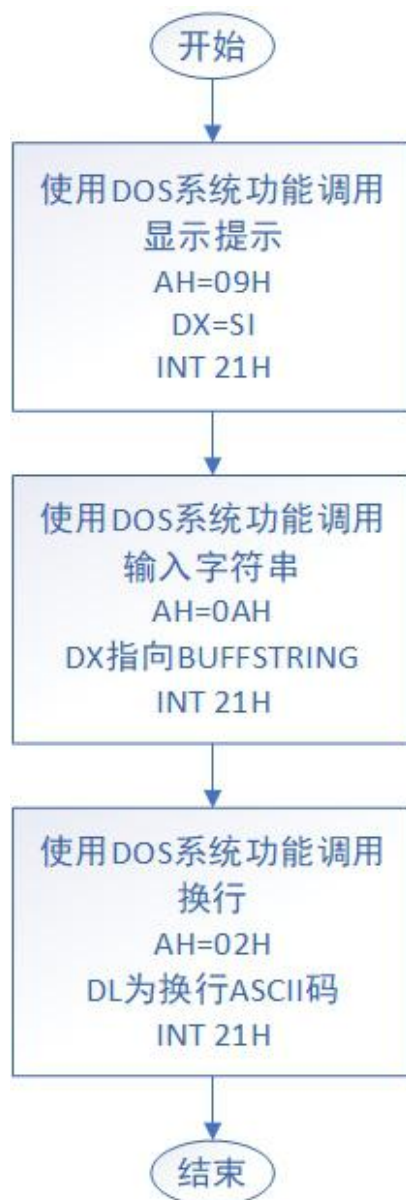 开始
使用DOS系统功能调用
显示提示
AH=09H
DX=SI
INT 21H
使用DOS系统功能调用
输入字符串
AH=0AH
DX指向BUFFSTRING
INT 21H
使用DOS系统功能调用
换行
AH=02H
DL为换行ASCII码
INT 21H
结束